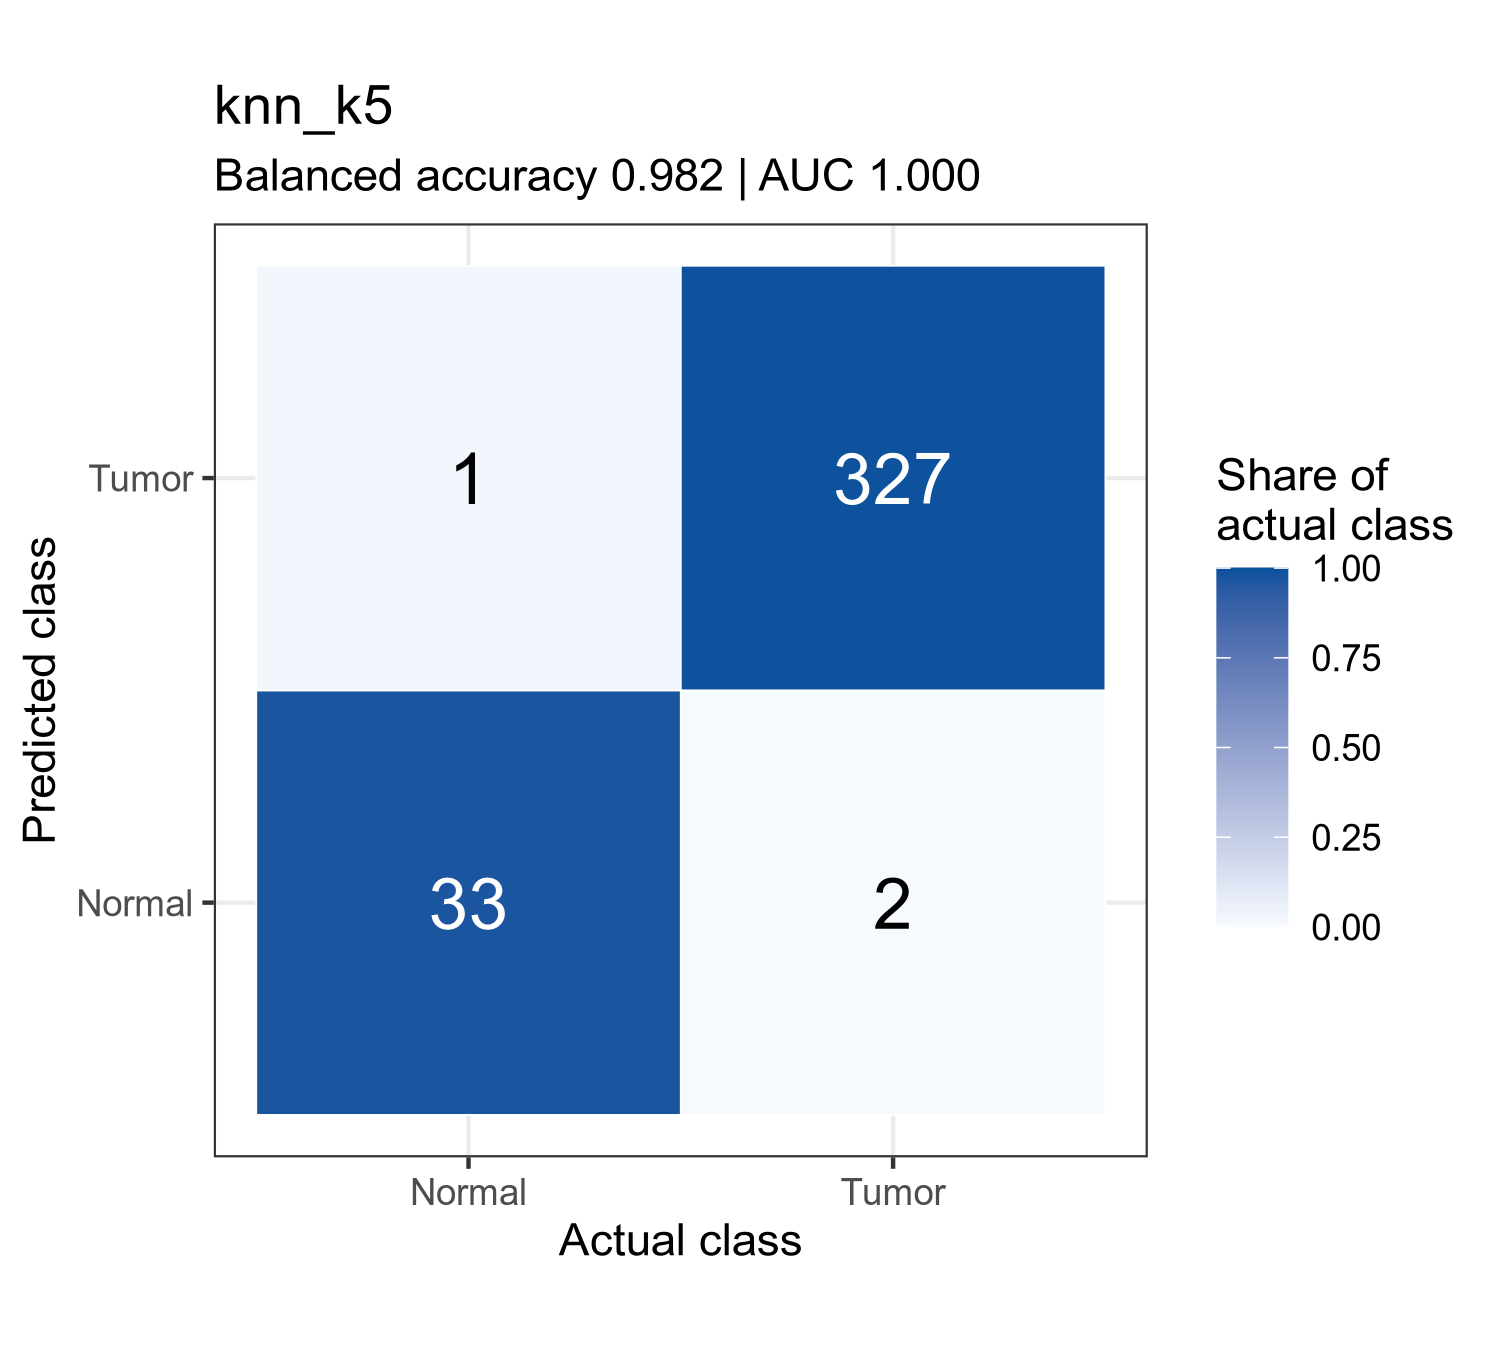 knn_k5
Balanced accuracy 0.982 | AUC 1.000
Predicted class
Tumor
Normal
1
327
33
2
Normal
Tumor
Actual class
Share of
actual class
1.00
0.75
0.50
0.25
0.00